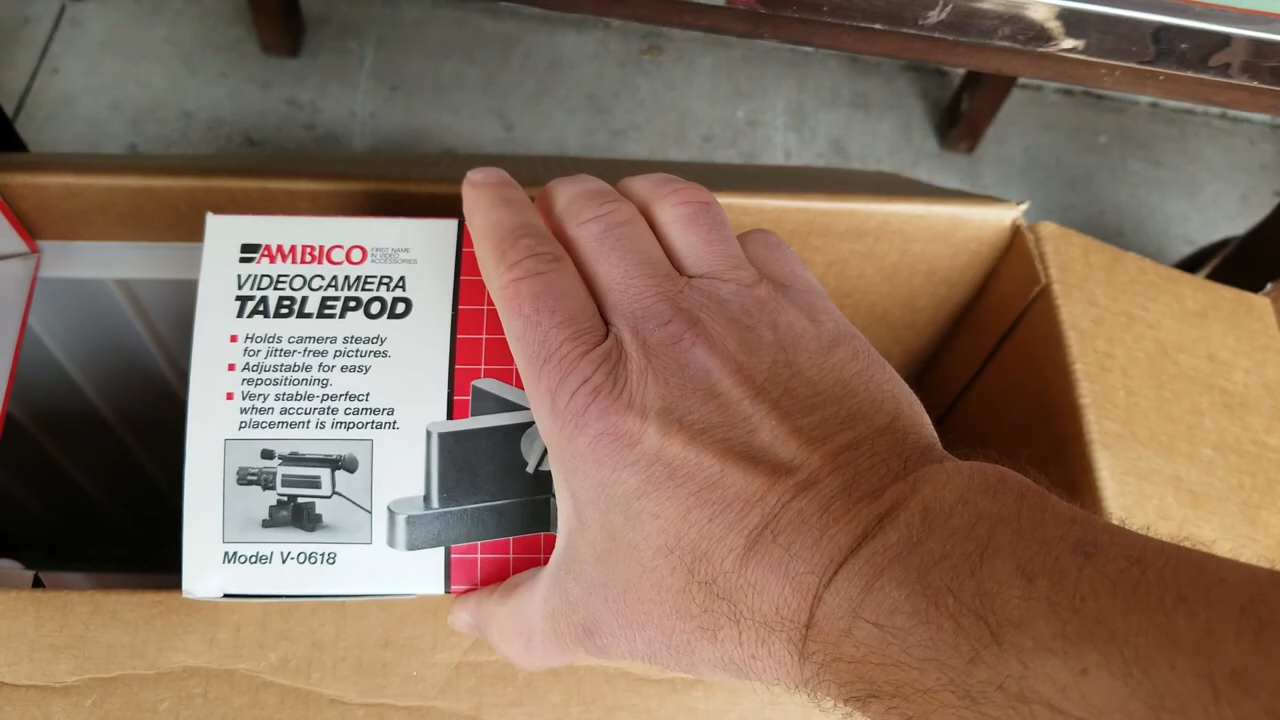 AMBICO
FIRST NAME
IN VIDEO
ACCESSORIES
VIDEOCAMERA
TABLEPOD
Holds camera steady
for jitter-free pictures.
Adjustable for easy
repositioning.
Very stable-perfect
when accurate camera
placement is important.
Model V-0618